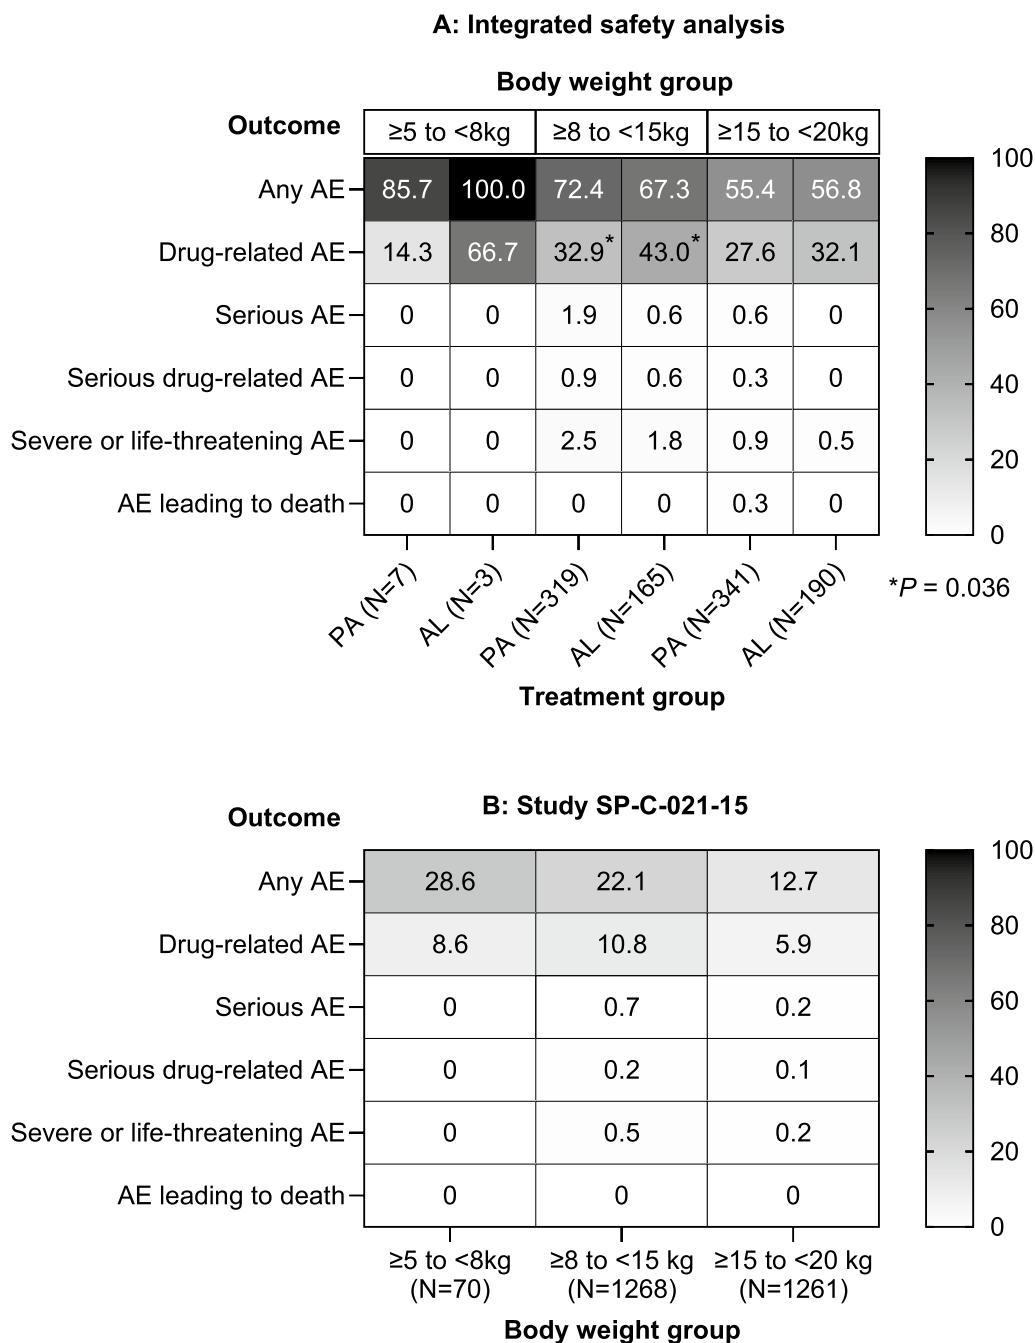 A: Integrated safety analysis
Body weight group
Outcome
≥5 to <8kg ≥8 to <15kg ≥15 to <20kg
Any AE 85.7 100.0 72.4 67.3 55.4 56.8
Drug-related AE 14.3 66.7 32.9* 43.0* 27.6 32.1
Serious AE 0 0 1.9 0.6 0.6 0
Serious drug-related AE 0 0 0.9 0.6 0.3 0
Severe or life-threatening AE 0 0 2.5 1.8 0.9 0.5
AE leading to death 0 0 0 0 0.3 0
PA (N=7) AL (N=3) PA (N=319) AL (N=165) PA (N=341) AL (N=190)
Treatment group
100
80
60
40
20
0
*P = 0.036
B: Study SP-C-021-15
Outcome
Any AE 28.6 22.1 12.7
Drug-related AE 8.6 10.8 5.9
Serious AE 0 0.7 0.2
Serious drug-related AE 0 0.2 0.1
Severe or life-threatening AE 0 0.5 0.2
AE leading to death 0 0 0
≥5 to <8kg ≥8 to <15 kg ≥15 to <20 kg
(N=70) (N=1268) (N=1261)
Body weight group
100
80
60
40
20
0